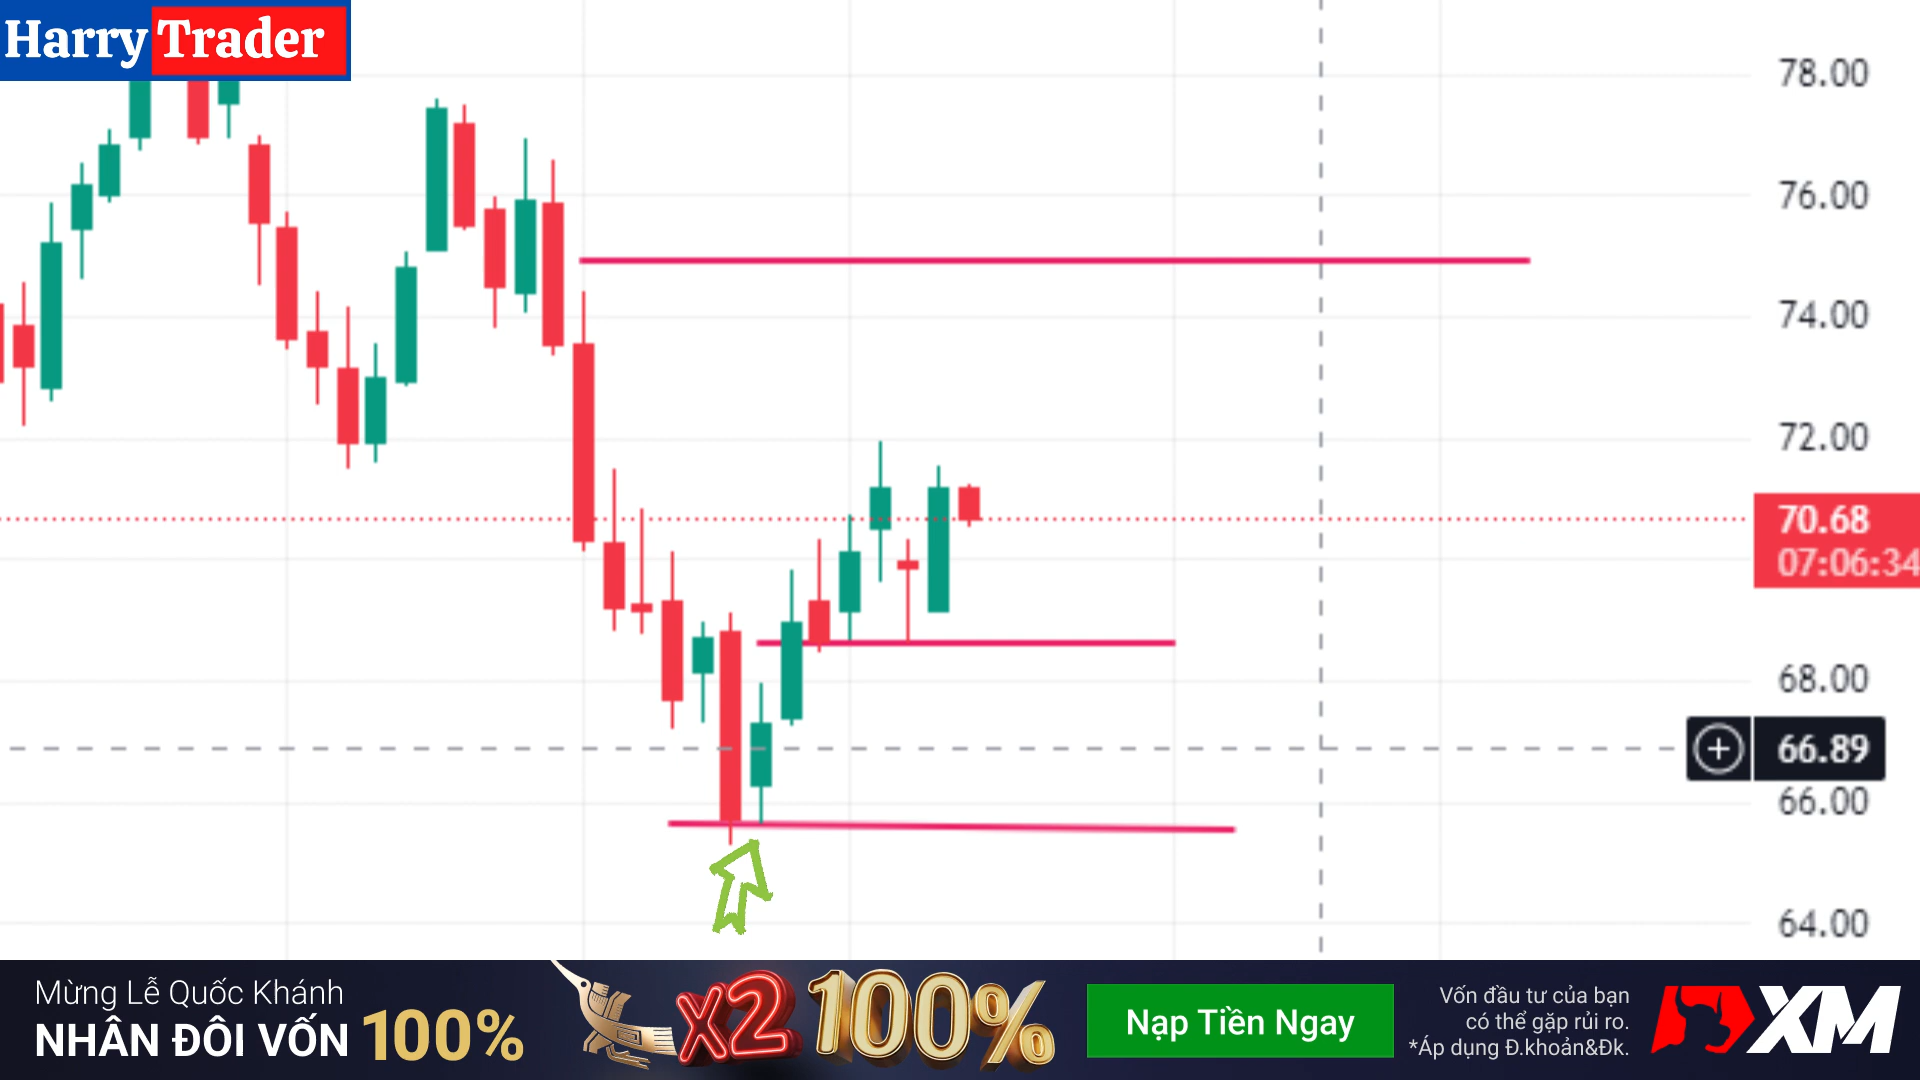 Harry Trader
78.00
76.00
74.00
72.00
70.68
07:06:34
68.00
66.89
66.00
64.00
Mừng Lễ Quốc Khánh
NHÂN ĐÔI VỐN 100%
x2 100%
Nạp Tiền Ngay
Vốn đầu tư của bạn
có thể gặp rủi ro.
*Áp dụng Đ.khoản&Đk.
XM